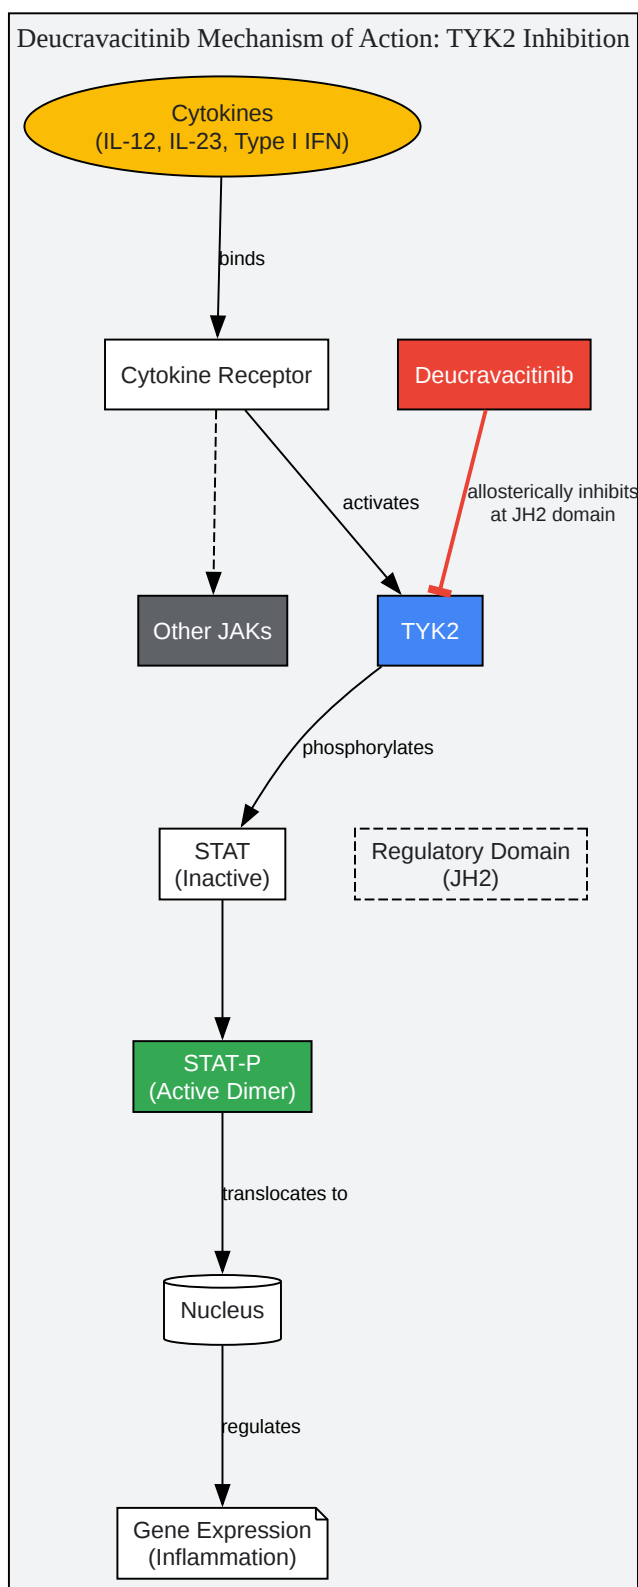 Deucravacitinib Mechanism of Action: TYK2 Inhibition
Cytokines
(IL-12, IL-23, Type I IFN)
binds
Cytokine Receptor
Deucravacitinib
activates
allosterically inhibits
at JH2 domain
Other JAKs
TYK2
phosphorylates
STAT
(Inactive)
Regulatory Domain
(JH2)
STAT-P
(Active Dimer)
translocates to
Nucleus
regulates
Gene Expression
(Inflammation)